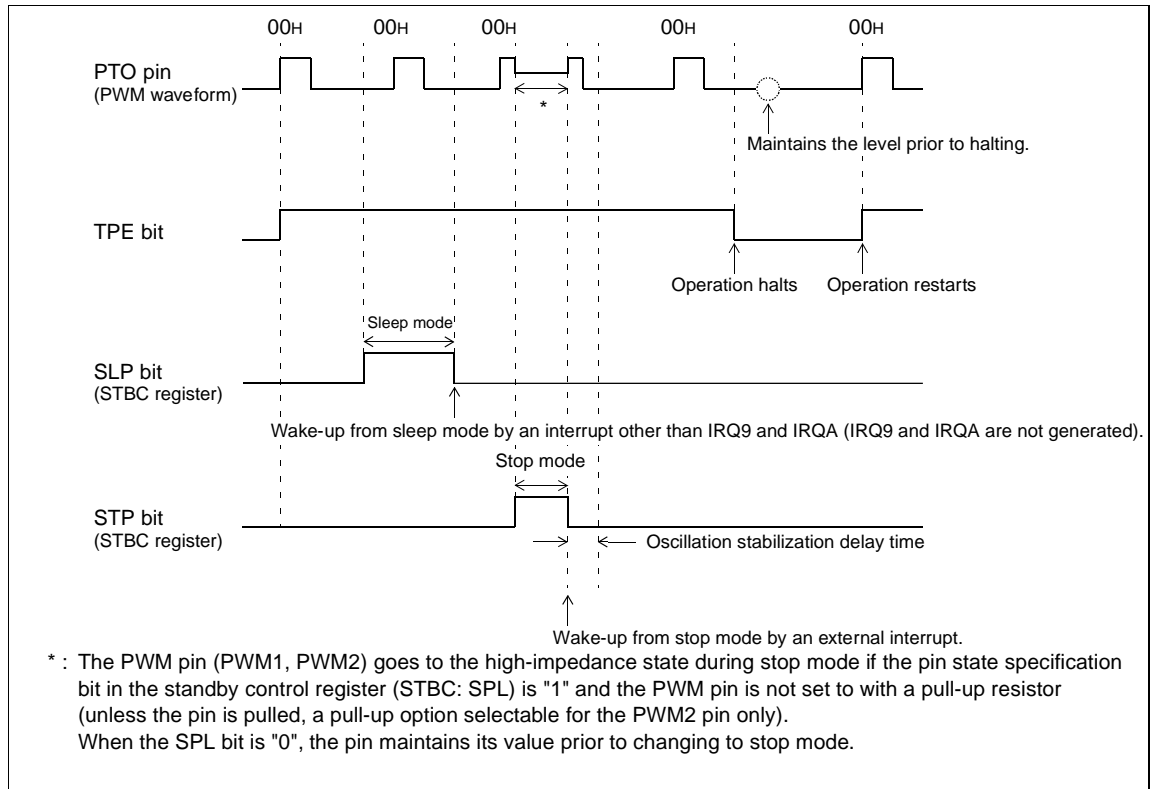 00H 00H 00H 00H 00H
PTO pin
(PWM waveform)
*
Maintains the level prior to halting.
TPE bit
Operation halts Operation restarts
Sleep mode
SLP bit
(STBC register)
Wake-up from sleep mode by an interrupt other than IRQ9 and IRQA (IRQ9 and IRQA are not generated).
Stop mode
STP bit
(STBC register)
Oscillation stabilization delay time
Wake-up from stop mode by an external interrupt.
* : The PWM pin (PWM1, PWM2) goes to the high-impedance state during stop mode if the pin state specification
bit in the standby control register (STBC: SPL) is "1" and the PWM pin is not set to with a pull-up resistor
(unless the pin is pulled, a pull-up option selectable for the PWM2 pin only).
When the SPL bit is "0", the pin maintains its value prior to changing to stop mode.